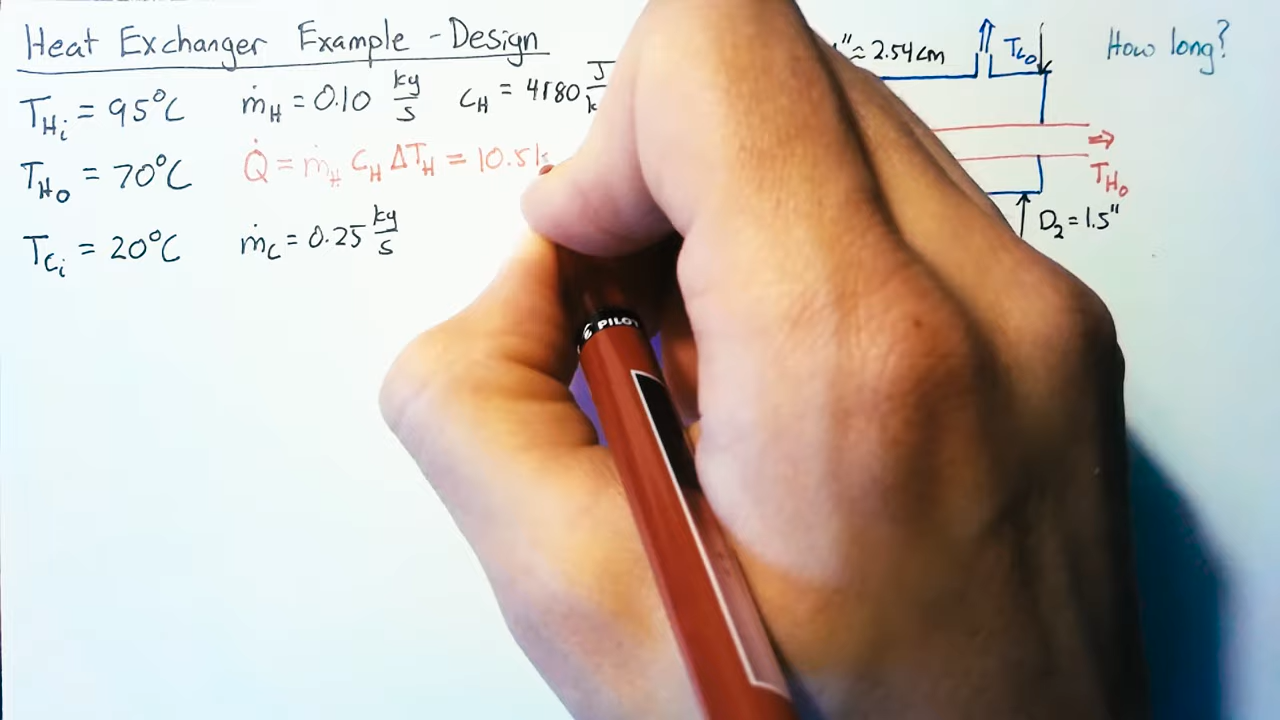 Heat Exchanger Example - Design
T_Hi = 95°C ṁ_H = 0.10 kg/s C_H = 4180 J/k
T_Ho = 70°C Q̇ = ṁ_H C_H ΔT_H = 10.5 k
T_Ci = 20°C ṁ_C = 0.25 kg/s
" ≈ 2.54 cm
T_Co
How long?
T_Ho
D₂ = 1.5"
PILOT